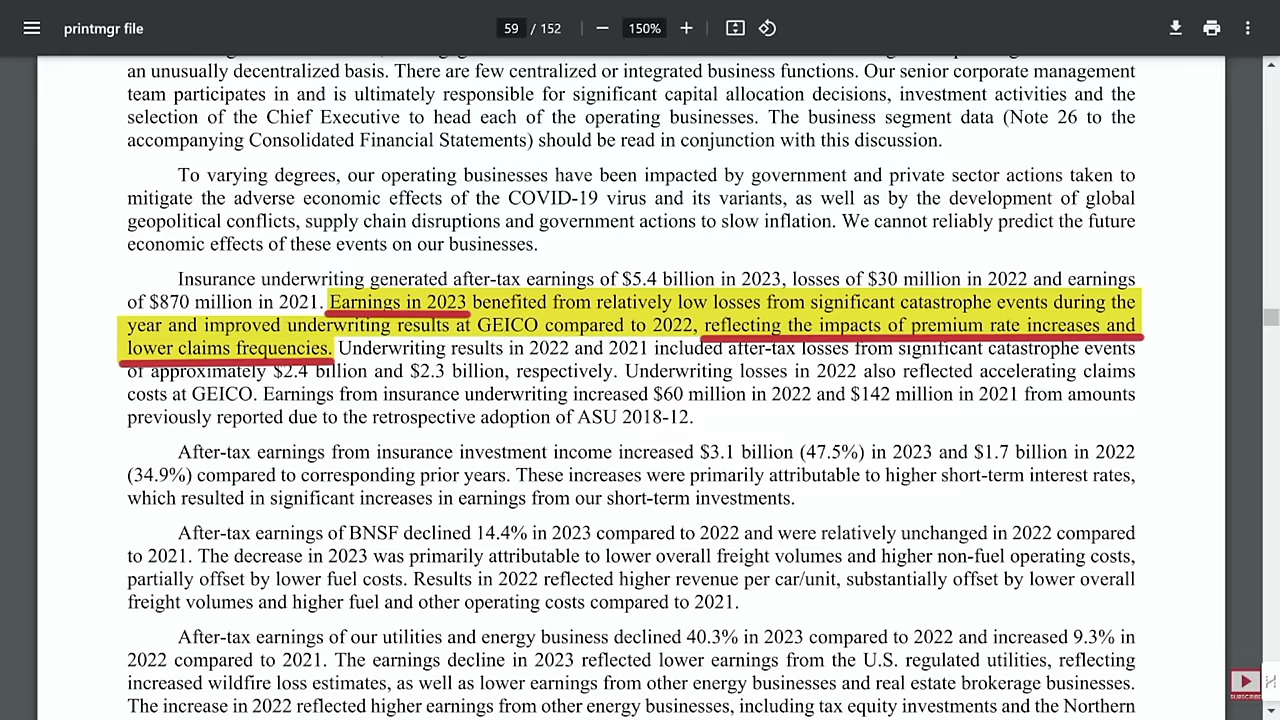 printmgr file
59 / 152
150%
an unusually decentralized basis. There are few centralized or integrated business functions. Our senior corporate management
team participates in and is ultimately responsible for significant capital allocation decisions, investment activities and the
selection of the Chief Executive to head each of the operating businesses. The business segment data (Note 26 to the
accompanying Consolidated Financial Statements) should be read in conjunction with this discussion.
To varying degrees, our operating businesses have been impacted by government and private sector actions taken to
mitigate the adverse economic effects of the COVID-19 virus and its variants, as well as by the development of global
geopolitical conflicts, supply chain disruptions and government actions to slow inflation. We cannot reliably predict the future
economic effects of these events on our businesses.
Insurance underwriting generated after-tax earnings of $5.4 billion in 2023, losses of $30 million in 2022 and earnings
of $870 million in 2021. Earnings in 2023 benefited from relatively low losses from significant catastrophe events during the
year and improved underwriting results at GEICO compared to 2022, reflecting the impacts of premium rate increases and
lower claims frequencies. Underwriting results in 2022 and 2021 included after-tax losses from significant catastrophe events
of approximately $2.4 billion and $2.3 billion, respectively. Underwriting losses in 2022 also reflected accelerating claims
costs at GEICO. Earnings from insurance underwriting increased $60 million in 2022 and $142 million in 2021 from amounts
previously reported due to the retrospective adoption of ASU 2018-12.
After-tax earnings from insurance investment income increased $3.1 billion (47.5%) in 2023 and $1.7 billion in 2022
(34.9%) compared to corresponding prior years. These increases were primarily attributable to higher short-term interest rates,
which resulted in significant increases in earnings from our short-term investments.
After-tax earnings of BNSF declined 14.4% in 2023 compared to 2022 and were relatively unchanged in 2022 compared
to 2021. The decrease in 2023 was primarily attributable to lower overall freight volumes and higher non-fuel operating costs,
partially offset by lower fuel costs. Results in 2022 reflected higher revenue per car/unit, substantially offset by lower overall
freight volumes and higher fuel and other operating costs compared to 2021.
After-tax earnings of our utilities and energy business declined 40.3% in 2023 compared to 2022 and increased 9.3% in
2022 compared to 2021. The earnings decline in 2023 reflected lower earnings from the U.S. regulated utilities, reflecting
increased wildfire loss estimates, as well as lower earnings from other energy businesses and real estate brokerage businesses.
The increase in 2022 reflected higher earnings from other energy businesses, including tax equity investments and the Northern
SUBSCRIBE